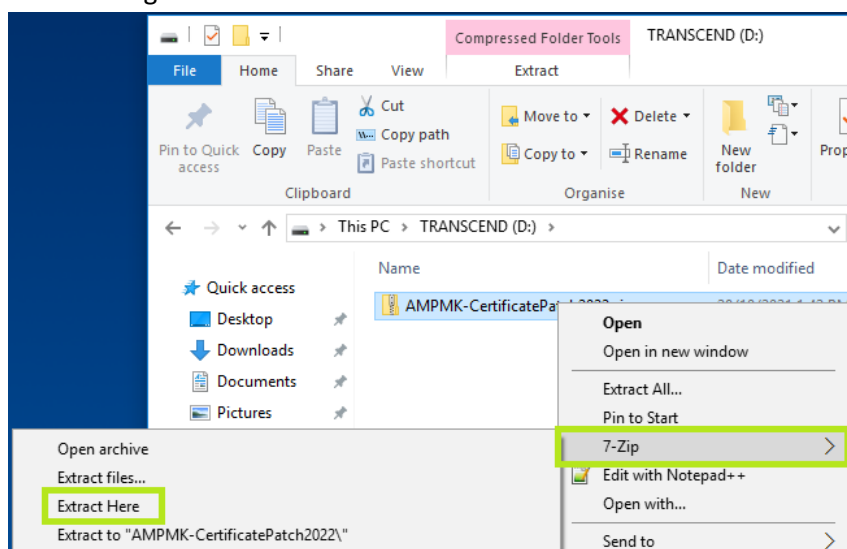 Compressed Folder Tools TRANSCEND (D:)
File Home Share View Extract
Pin to Quick access
Copy
Paste
Cut
Copy path
Paste shortcut
Move to
Copy to
Delete
Rename
New folder
Clipboard Organise New
This PC > TRANSCEND (D:) >
Name Date modified
Quick access
Desktop
Downloads
Documents
Pictures
Open
Open in new window
Extract All...
Pin to Start
7-Zip
Edit with Notepad++
Open with...
Send to
Open archive
Extract files...
Extract Here
Extract to "AMPMK-CertificatePatch2022\"